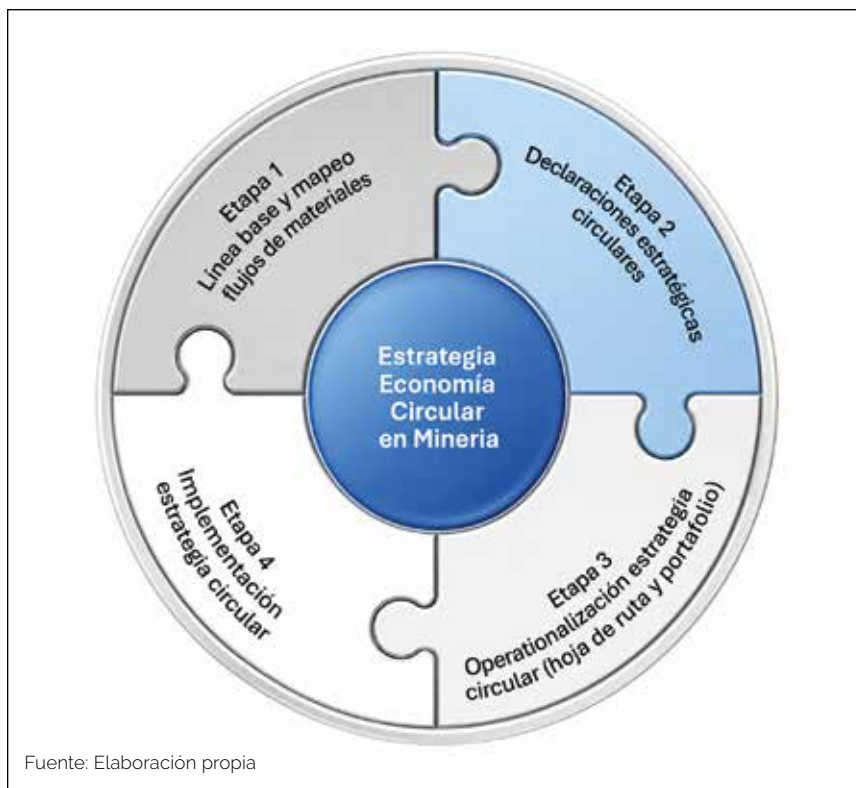 Etapa 1
Línea base y mapeo
flujos de materiales
Etapa 2
Declaraciones estratégicas
circulares
Estrategia
Economía
Circular
en Mineria
Etapa 3
Operationalización estrategia
circular (hoja de ruta y portafolio)
Etapa 4
Implementación
estrategia circular
Fuente: Elaboración propia